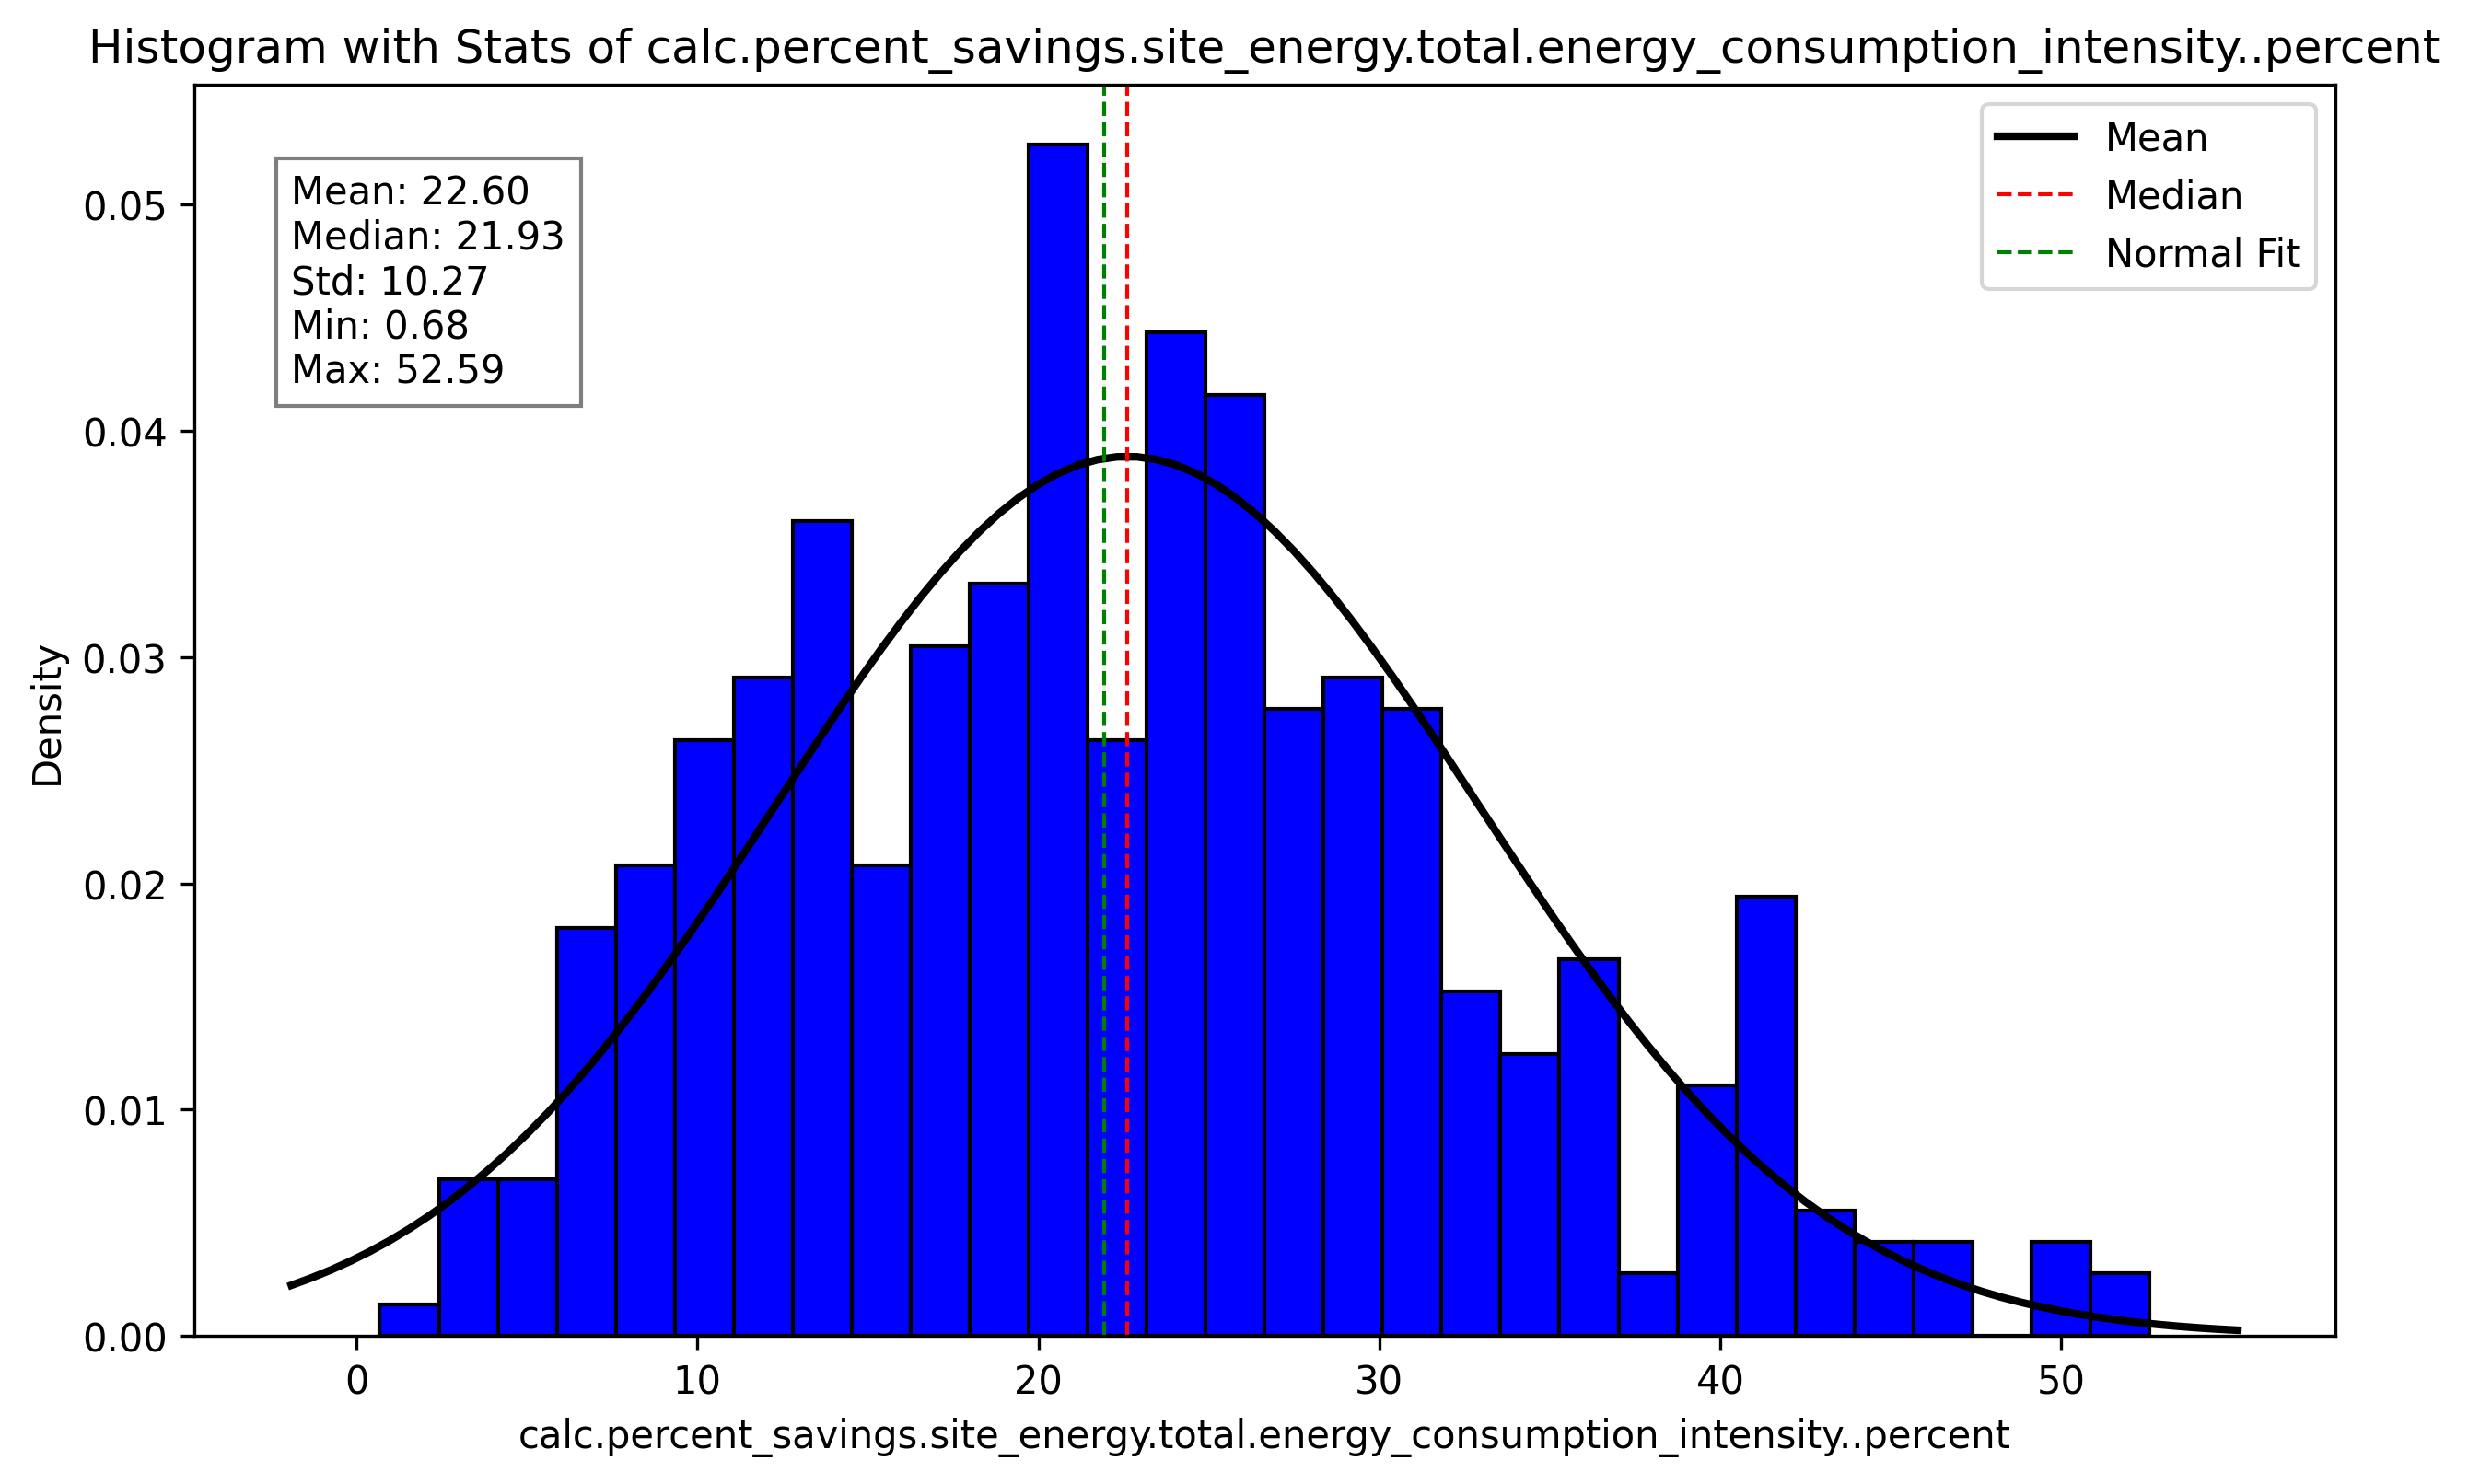 Histogram with Stats of calc.percent_savings.site_energy.total.energy_consumption_intensity..percent
Mean: 22.60
Median: 21.93
Std: 10.27
Min: 0.68
Max: 52.59
Mean
Median
Normal Fit
Density
0.05
0.04
0.03
0.02
0.01
0.00
0 10 20 30 40 50
calc.percent_savings.site_energy.total.energy_consumption_intensity..percent